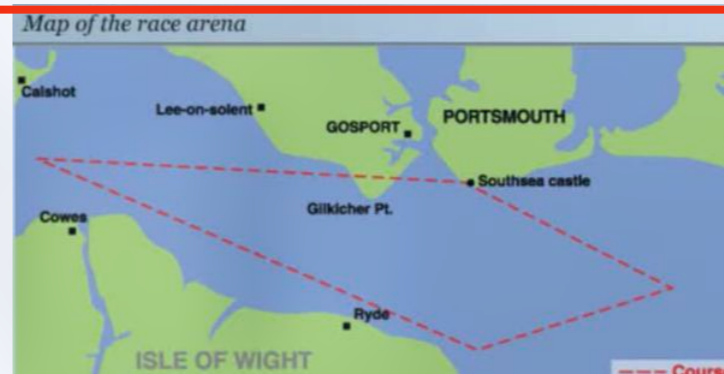 Map of the race arena
Calshot
Lee-on-solent
GOSPORT
PORTSMOUTH
Southsea castle
Gilkicher Pt.
Cowes
Ryde
ISLE OF WIGHT